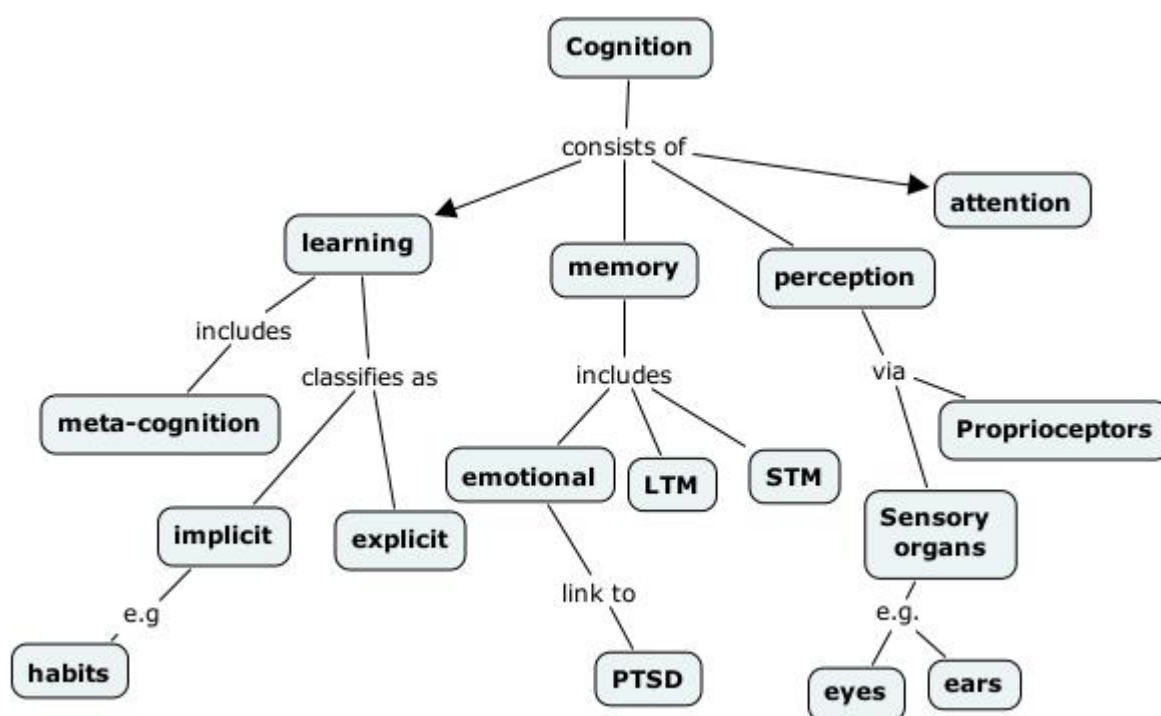 Cognition
consists of
attention
learning
memory
perception
includes
classifies as
includes
via
meta-cognition
Proprioceptors
emotional
LTM
STM
implicit
explicit
Sensory
organs
e.g
link to
e.g.
habits
PTSD
eyes
ears